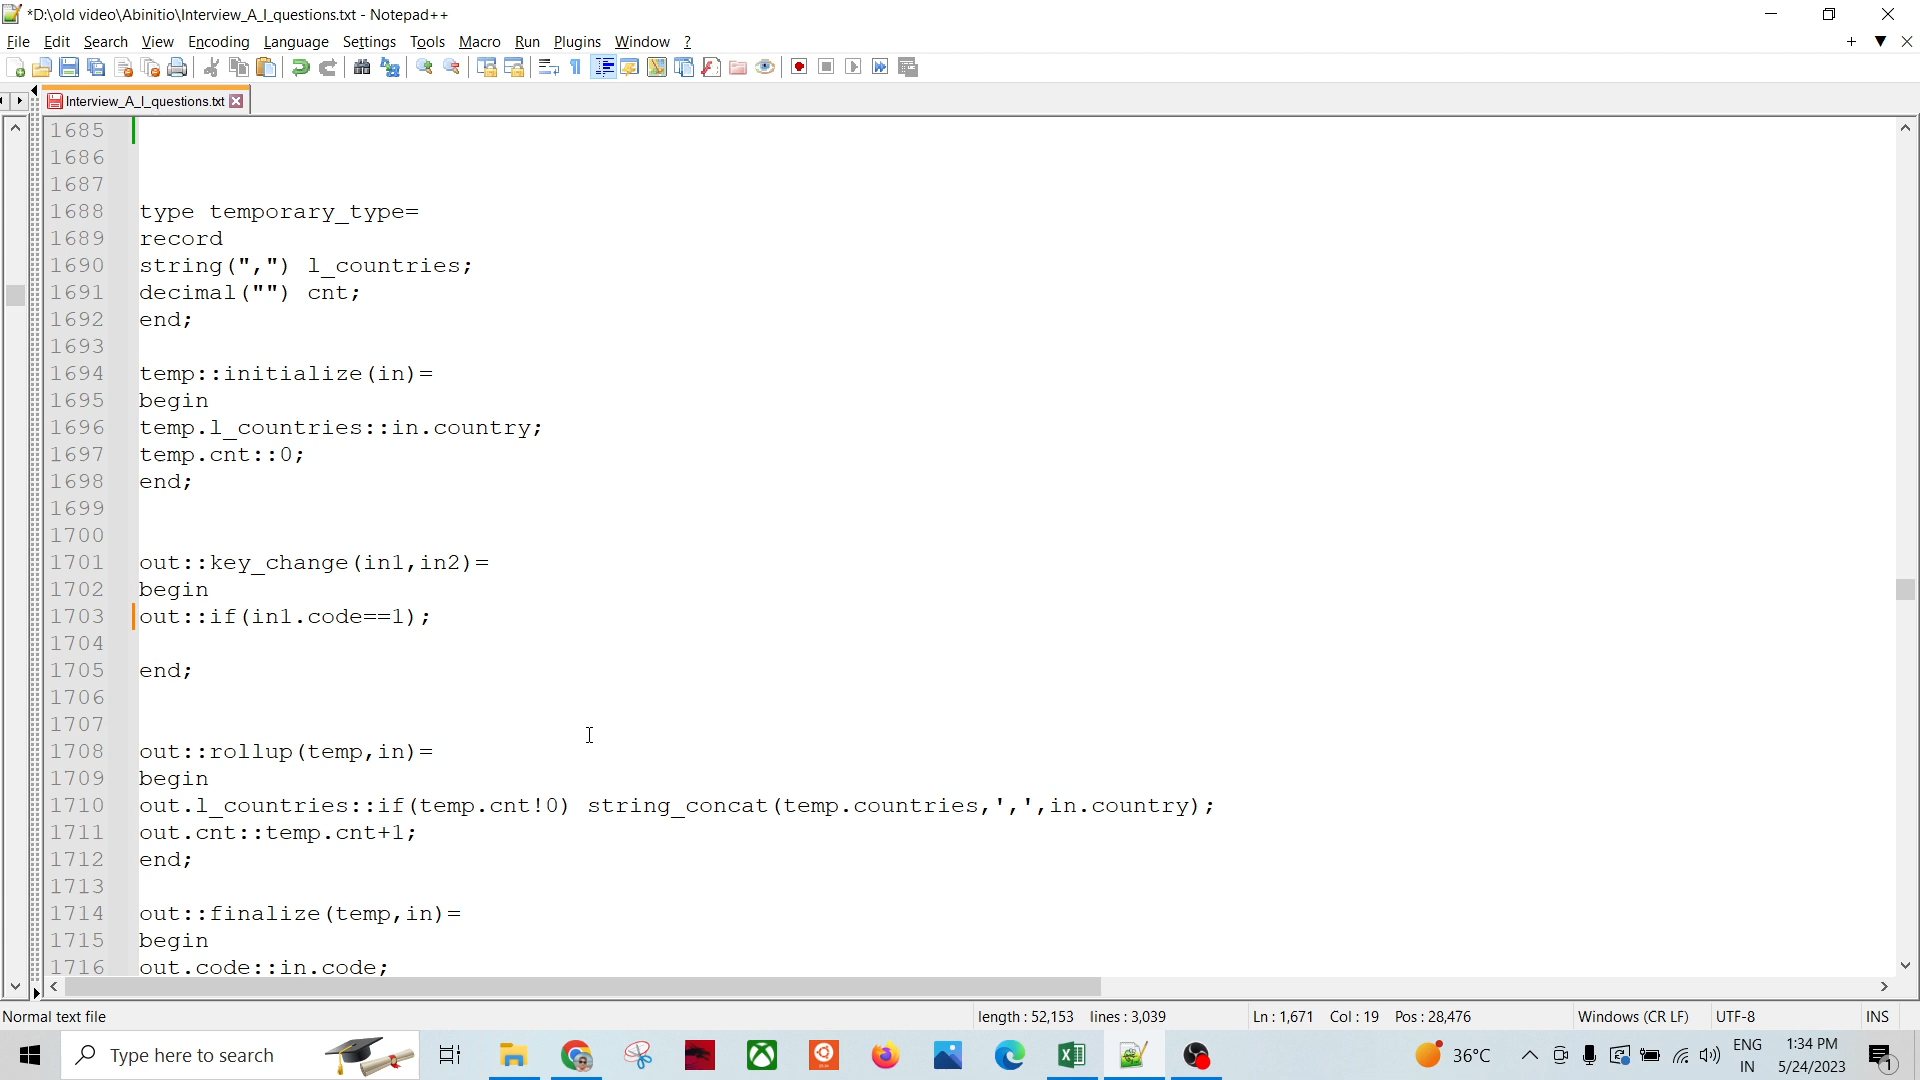 *D:\old video\Abinitio\Interview_A_I_questions.txt - Notepad++
File Edit Search View Encoding Language Settings Tools Macro Run Plugins Window ?
Interview_A_I_questions.txt
1685
1686
1687
1688 type temporary_type=
1689 record
1690 string(",") l_countries;
1691 decimal("") cnt;
1692 end;
1693
1694 temp::initialize(in)=
1695 begin
1696 temp.l_countries::in.country;
1697 temp.cnt::0;
1698 end;
1699
1700
1701 out::key_change(in1,in2)=
1702 begin
1703 out::if(in1.code==1);
1704
1705 end;
1706
1707
1708 out::rollup(temp,in)=
1709 begin
1710 out.l_countries::if(temp.cnt!0) string_concat(temp.countries,',',in.country);
1711 out.cnt::temp.cnt+1;
1712 end;
1713
1714 out::finalize(temp,in)=
1715 begin
1716 out.code::in.code;
Normal text file length : 52,153 lines : 3,039 Ln : 1,671 Col : 19 Pos : 28,476 Windows (CR LF) UTF-8 INS
Type here to search 36°C ENG IN 1:34 PM 5/24/2023 1